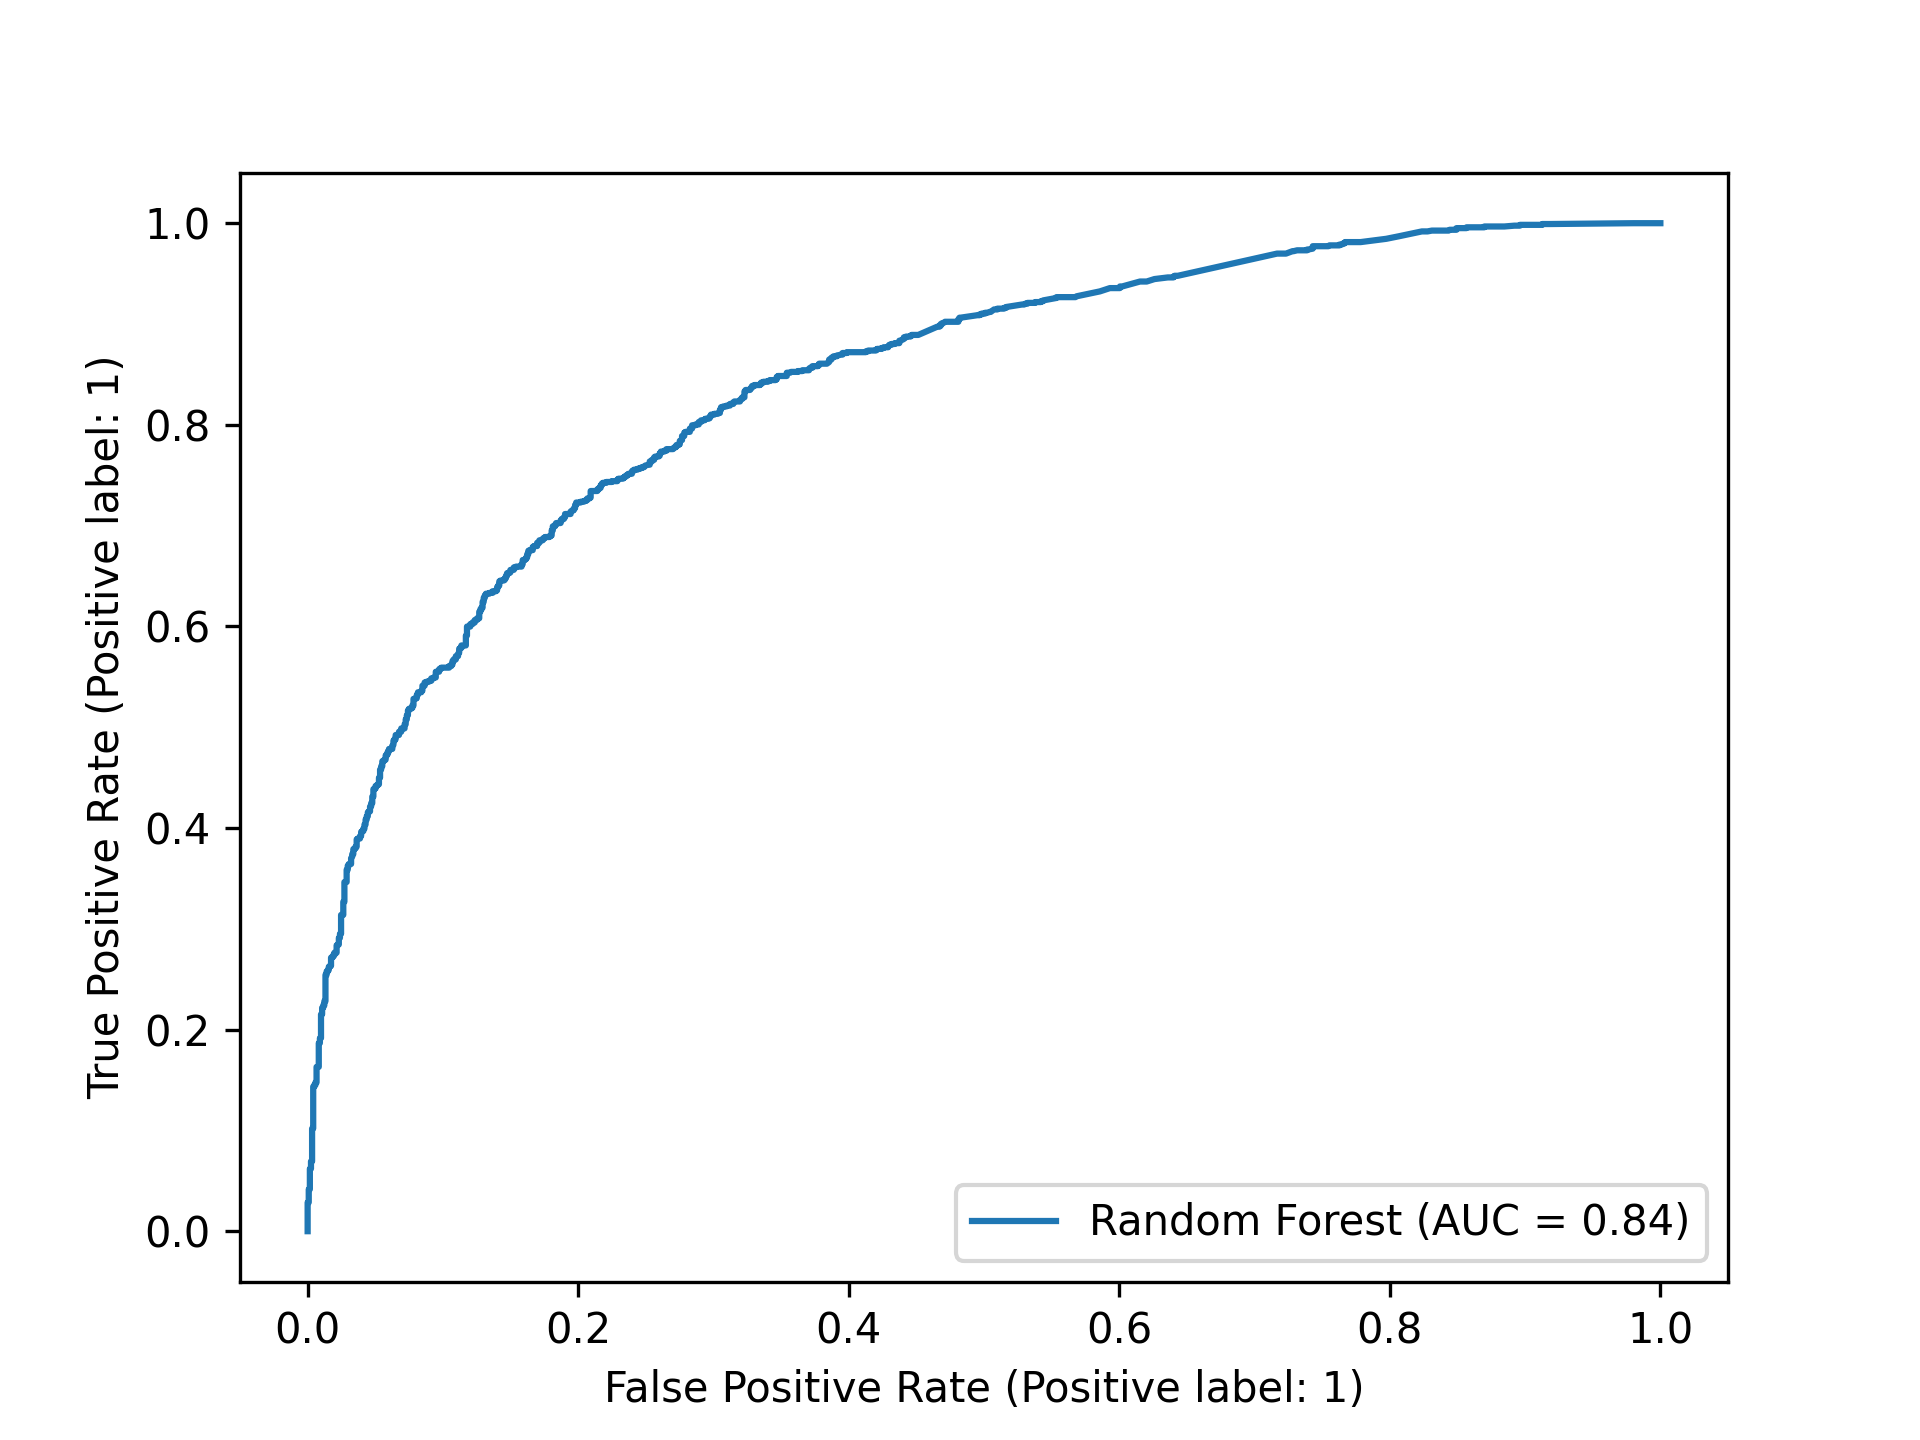 True Positive Rate (Positive label: 1)
1.0
0.8
0.6
0.4
0.2
0.0
Random Forest (AUC = 0.84)
0.0 0.2 0.4 0.6 0.8 1.0
False Positive Rate (Positive label: 1)